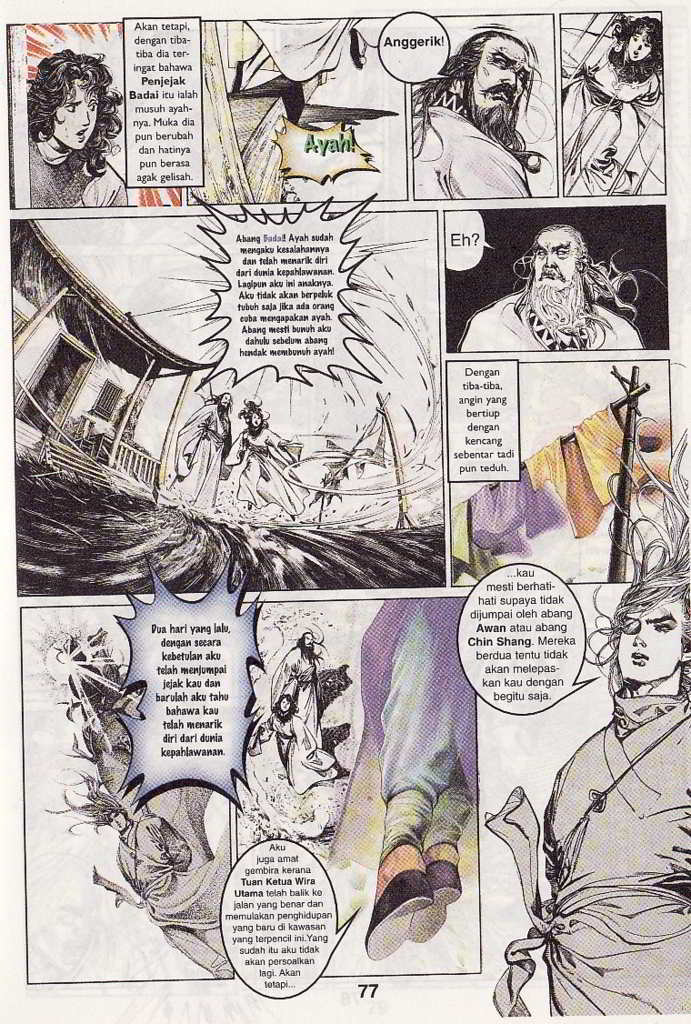 Akan tetapi,
dengan tiba-
tiba dia ter-
ingat bahawa
Penjejak
Badai itu ialah
musuh ayah-
nya. Muka dia
pun berubah
dan hatinya
pun berasa
agak gelisah.
Ayah!
Anggerik!
Abang Badai! Ayah sudah
mengaku kesalahannya
dan telah menarik diri
dari dunia kepahlawanan.
Lagipun aku ini anaknya.
Aku tidak akan berpeluk
tubuh saja jika ada orang
cuba mengapakan ayah.
Abang mesti bunuh aku
dahulu sebelum abang
hendak membunuh ayah!
Eh?
Dengan
tiba-tiba,
angin yang
bertiup
dengan
kencang
sebentar tadi
pun teduh.
Dua hari yang lalu,
dengan secara
kebetulan aku
telah menjumpai
jejak kau dan
barulah aku tahu
bahawa kau
telah menarik
diri dari dunia
kepahlawanan.
Aku
juga amat
gembira kerana
Tuan Ketua Wira
Utama telah balik ke
jalan yang benar dan
memulakan penghidupan
yang baru di kawasan
yang terpencil ini.Yang
sudah itu aku tidak
akan persoalkan
lagi. Akan
tetapi...
...kau
mesti berhati-
hati supaya tidak
dijumpai oleh abang
Awan atau abang
Chin Shang. Mereka
berdua tentu tidak
akan melepas-
kan kau dengan
begitu saja.
77